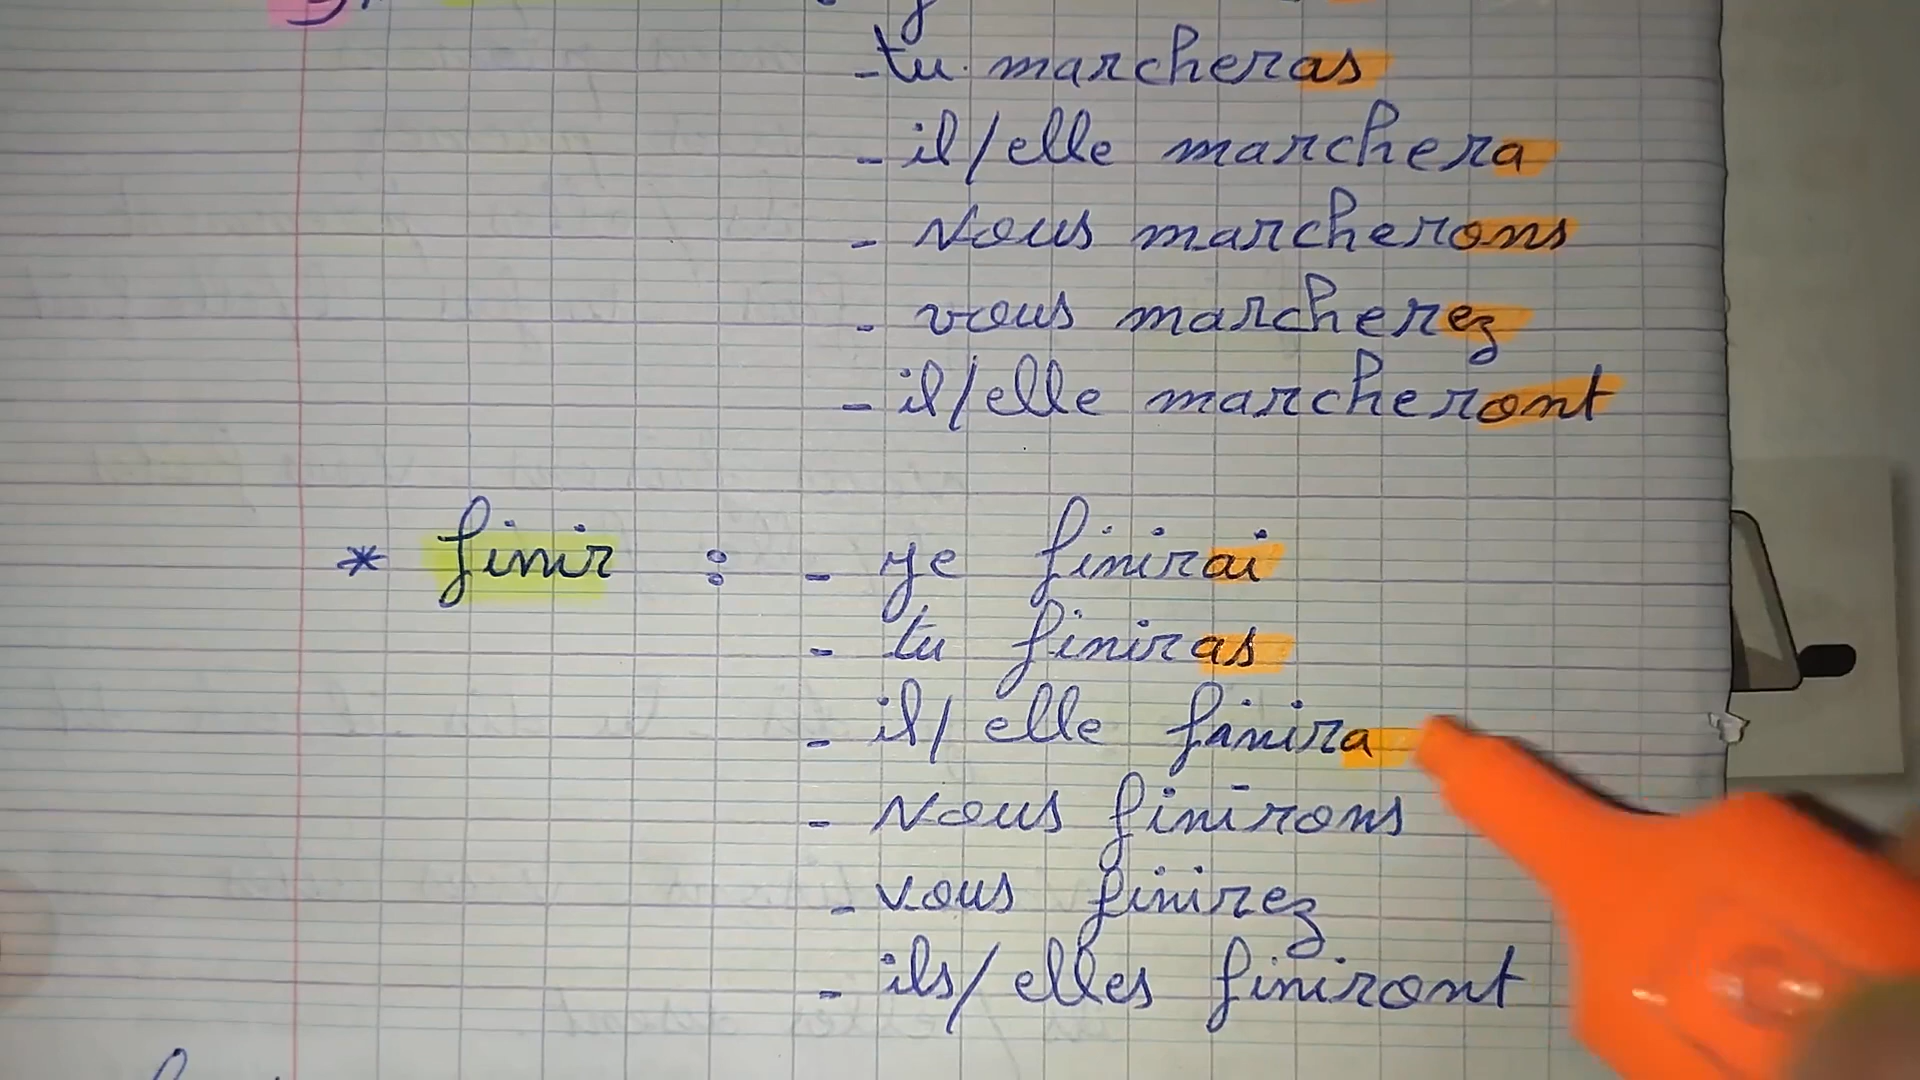 - tu marcheras
- il/elle marchera
- Nous marcherons
- vous marcherez
- il/elle marcheront
* finir : - je finirai
- tu finiras
- il/elle finira
- Nous finirons
- vous finirez
- ils/elles finiront